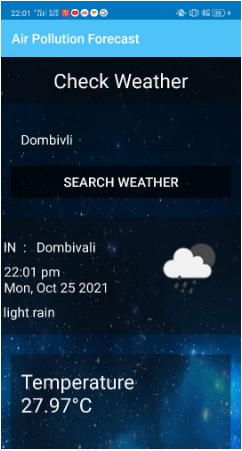 22:01
Air Pollution Forecast
Check Weather
Dombivli
SEARCH WEATHER
IN : Dombivali
22:01 pm
Mon, Oct 25 2021
light rain
Temperature
27.97°C